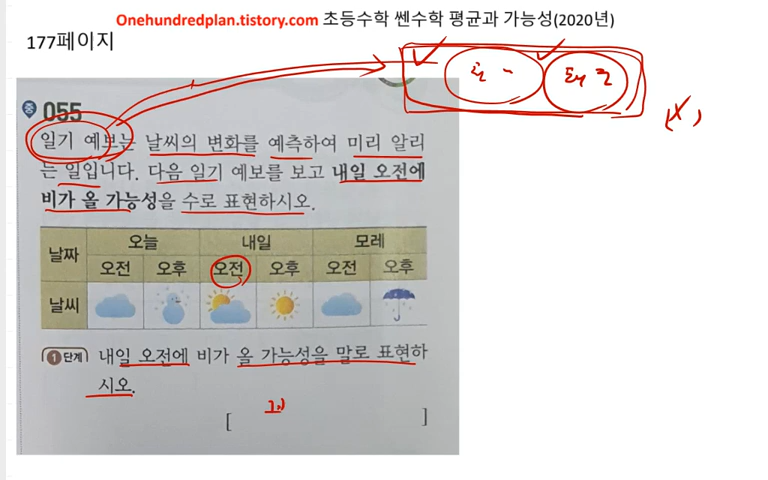 Onehundredplan.tistory.com 초등수학 쎈수학 평균과 가능성(2020년)
177페이지
중 055
일기 예보는 날씨의 변화를 예측하여 미리 알리
는 일입니다. 다음 일기 예보를 보고 내일 오전에
비가 올 가능성을 수로 표현하시오.
날짜 오늘 내일 모레
오전 오후 오전 오후 오전 오후
날씨
1 단계 내일 오전에 비가 올 가능성을 말로 표현하
시오.
[ ]